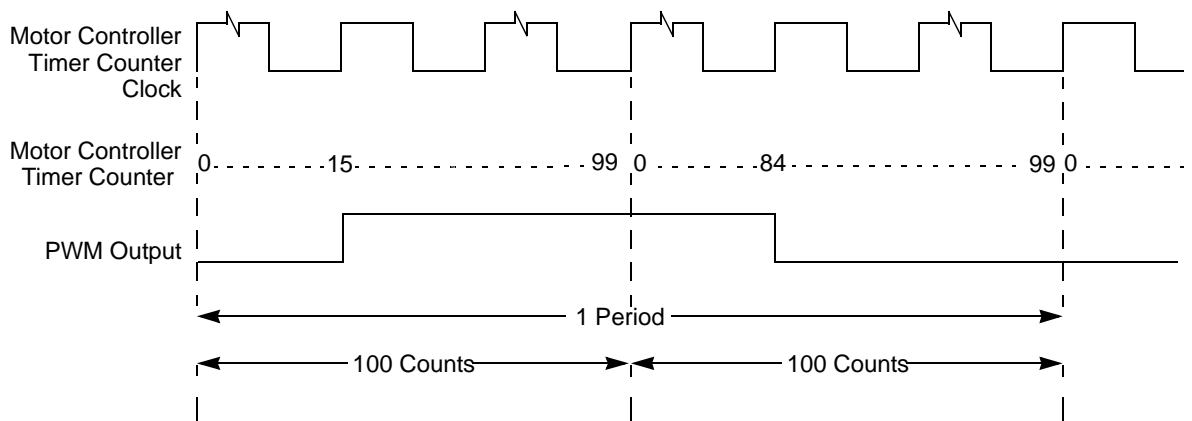 Motor Controller
Timer Counter
Clock
Motor Controller
Timer Counter
0 15 99 0 84 99 0
PWM Output
1 Period
100 Counts 100 Counts